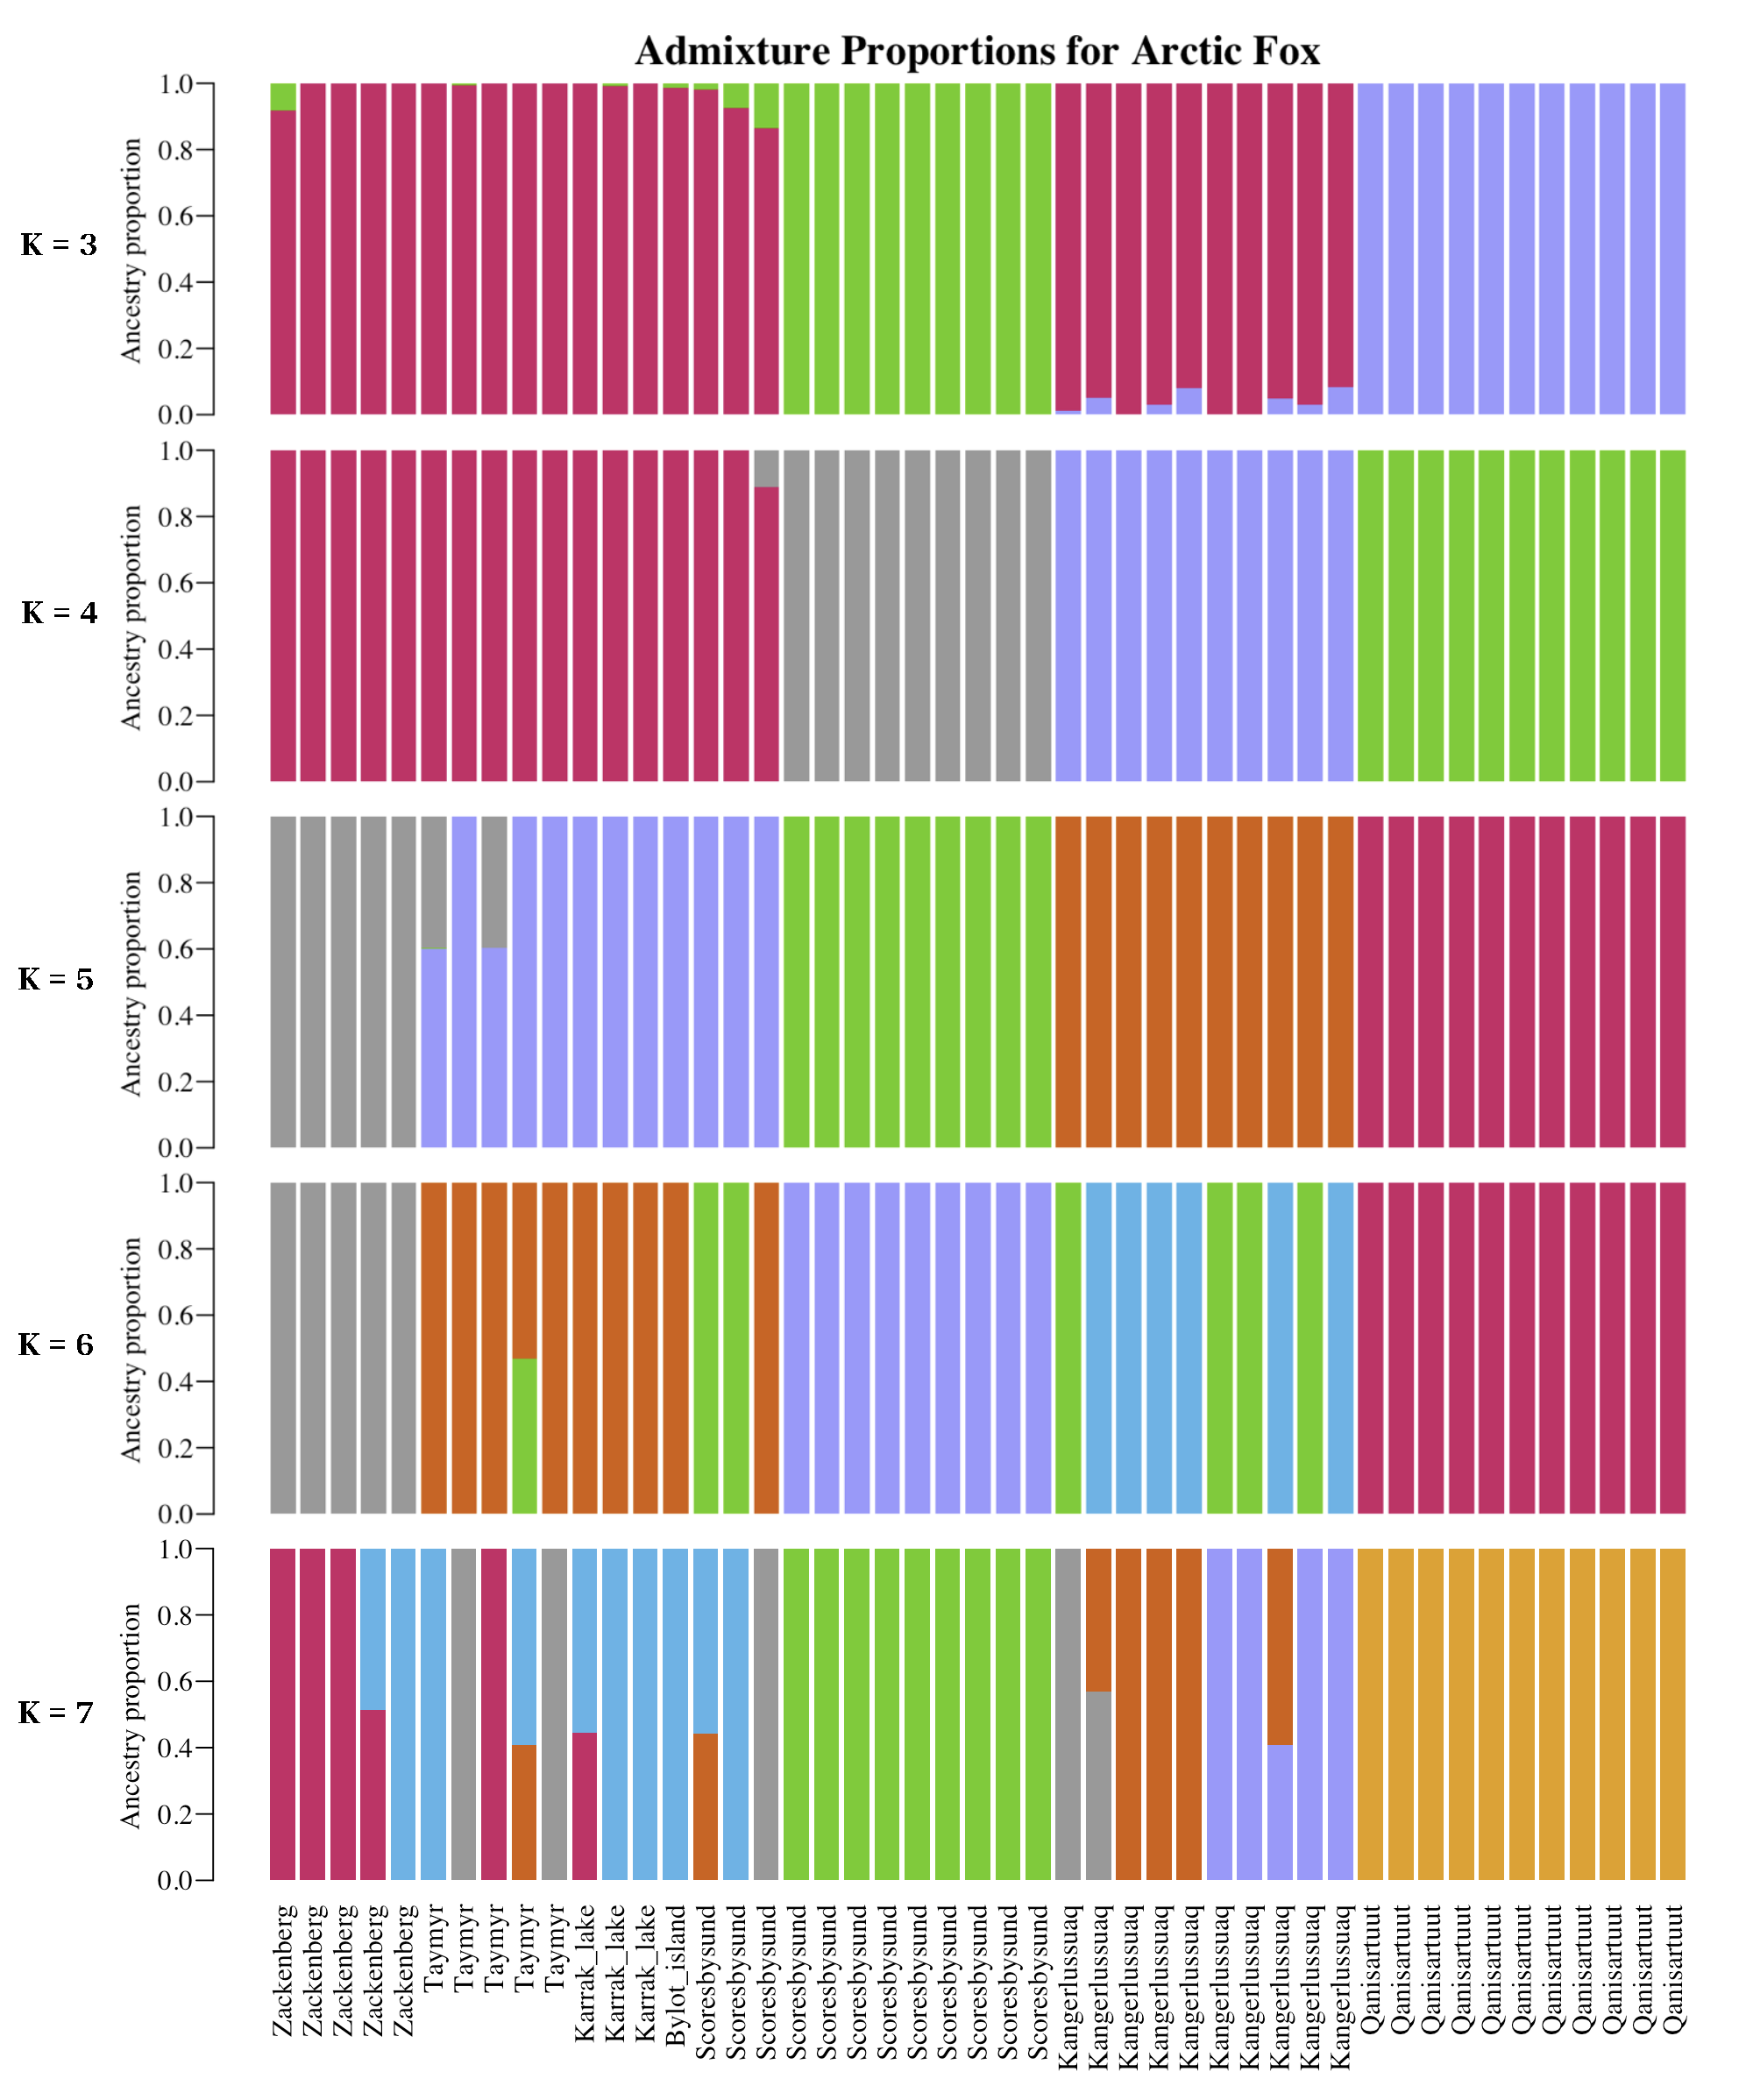 Admixture Proportions for Arctic Fox
K = 3
Ancestry proportion
1.0
0.8
0.6
0.4
0.2
0.0
K = 4
Ancestry proportion
1.0
0.8
0.6
0.4
0.2
0.0
K = 5
Ancestry proportion
1.0
0.8
0.6
0.4
0.2
0.0
K = 6
Ancestry proportion
1.0
0.8
0.6
0.4
0.2
0.0
K = 7
Ancestry proportion
1.0
0.8
0.6
0.4
0.2
0.0
Zackenberg
Zackenberg
Zackenberg
Zackenberg
Zackenberg
Taymyr
Taymyr
Taymyr
Taymyr
Taymyr
Karrak_lake
Karrak_lake
Karrak_lake
Bylot_island
Scoresbysund
Scoresbysund
Scoresbysund
Scoresbysund
Scoresbysund
Scoresbysund
Scoresbysund
Scoresbysund
Scoresbysund
Scoresbysund
Scoresbysund
Scoresbysund
Kangerlussuaq
Kangerlussuaq
Kangerlussuaq
Kangerlussuaq
Kangerlussuaq
Kangerlussuaq
Kangerlussuaq
Kangerlussuaq
Kangerlussuaq
Kangerlussuaq
Qanisartuut
Qanisartuut
Qanisartuut
Qanisartuut
Qanisartuut
Qanisartuut
Qanisartuut
Qanisartuut
Qanisartuut
Qanisartuut
Qanisartuut